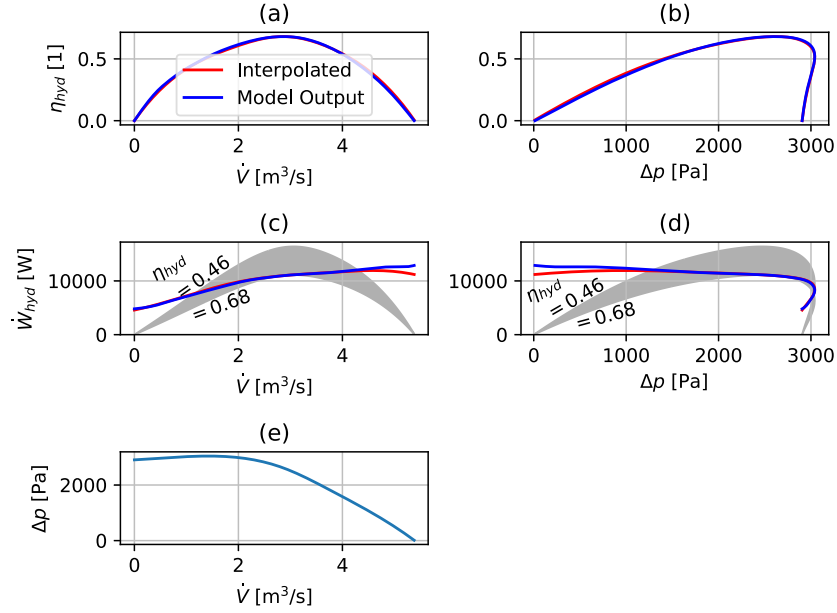 (a)
(b)
η_hyd [1]
0.5
0.0
Interpolated
Model Output
0 2 4
V̇ [m³/s]
0.5
0.0
0 1000 2000 3000
Δp [Pa]
(c)
(d)
Ẇ_hyd [W]
10000
0
η_hyd
= 0.46
= 0.68
0 2 4
V̇ [m³/s]
10000
0
η_hyd
= 0.46
= 0.68
0 1000 2000 3000
Δp [Pa]
(e)
Δp [Pa]
2000
0
0 2 4
V̇ [m³/s]